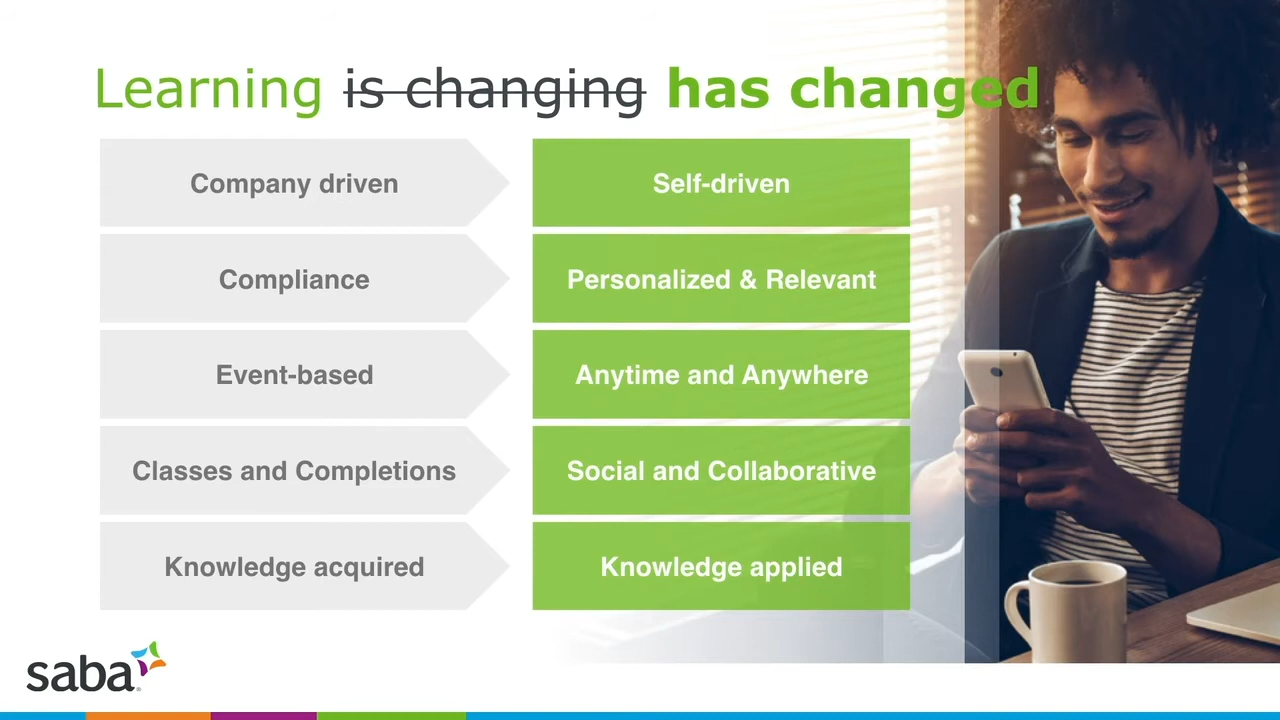 Learning is changing has changed
Company driven
Self-driven
Compliance
Personalized & Relevant
Event-based
Anytime and Anywhere
Classes and Completions
Social and Collaborative
Knowledge acquired
Knowledge applied
saba